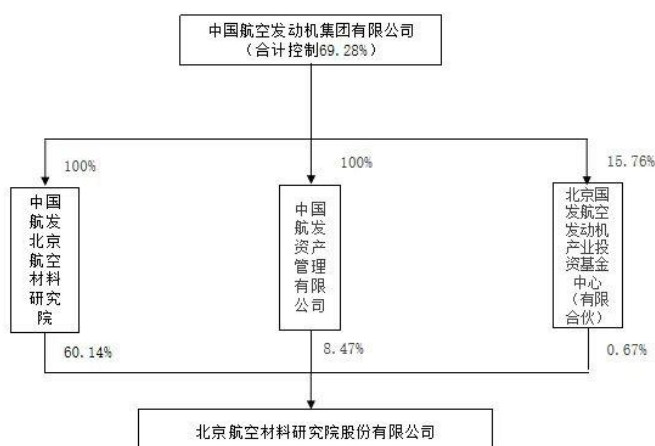 中国航空发动机集团有限公司
（合计控制69.28%）
100%
100%
15.76%
中国
航发
北京
航空
材料
研究
院
中国
航发
资产
管理
有限
公司
北京国
发航空
发动机
产业投
资基金
中心
（有限
合伙）
60.14%
8.47%
0.67%
北京航空材料研究院股份有限公司